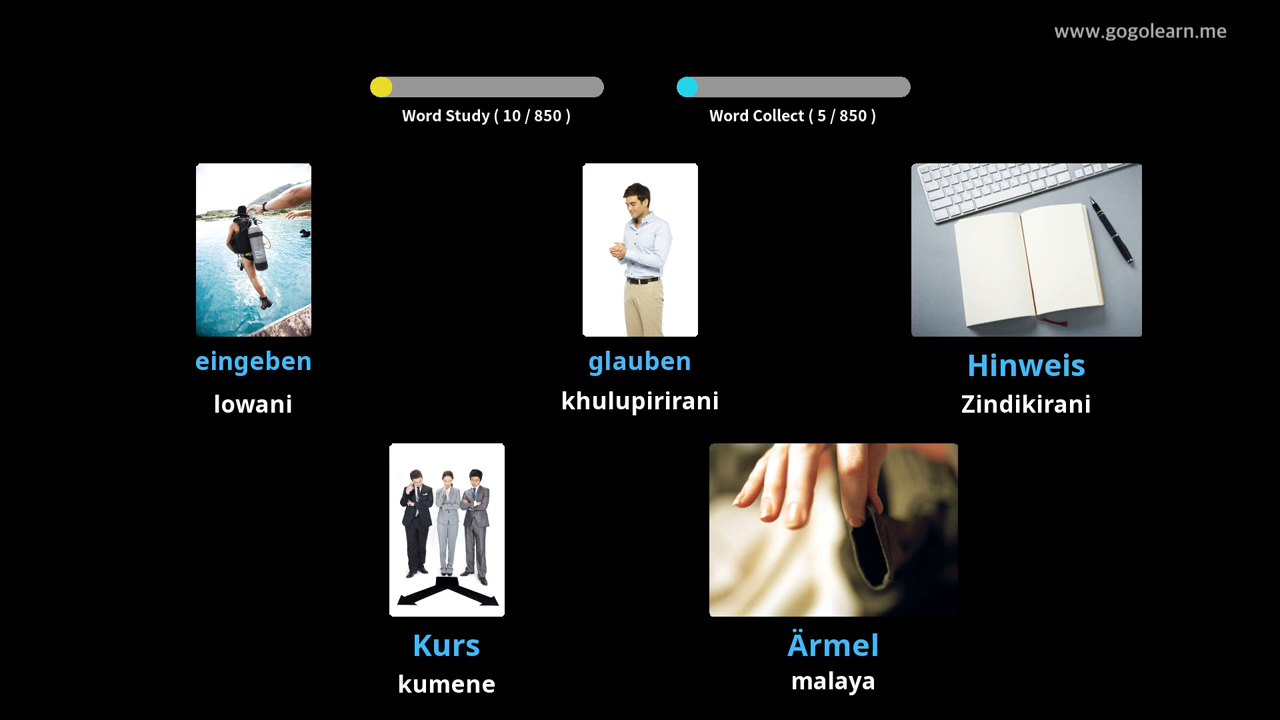 www.gogolearn.me
Word Study ( 10 / 850 )
Word Collect ( 5 / 850 )
eingeben
lowani
glauben
khulupirirani
Hinweis
Zindikirani
Kurs
kumene
Ärmel
malaya